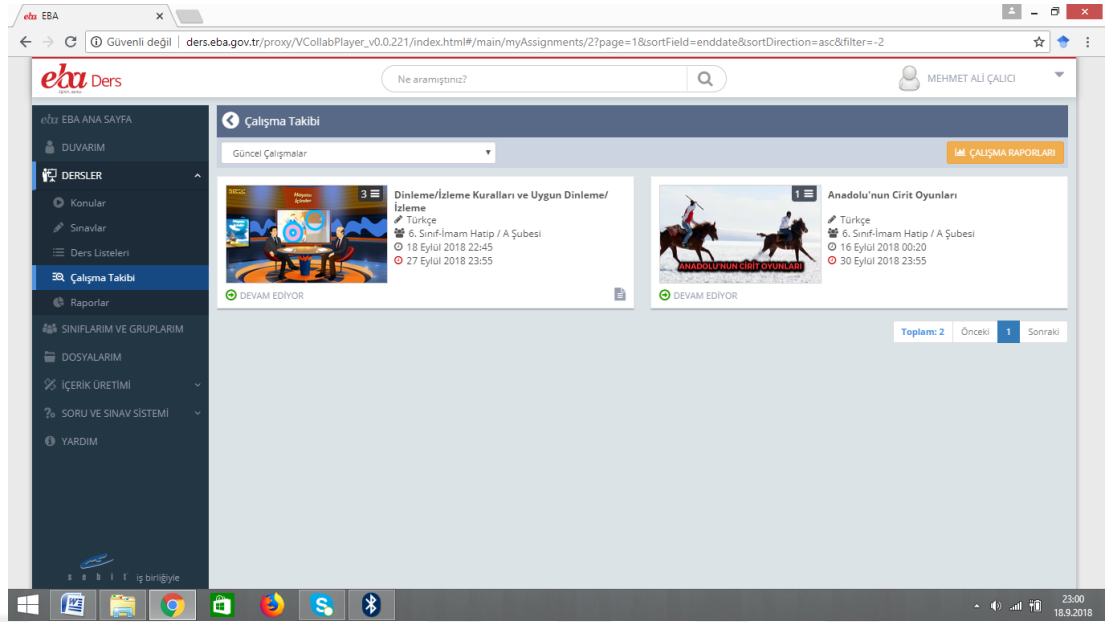 eba EBA
Güvenli değil | ders.eba.gov.tr/proxy/VCollabPlayer_v0.0.221/index.html#/main/myAssignments/2?page=1&sortField=enddate&sortDirection=asc&filter=-2
eba Ders
Ne aramıştınız?
MEHMET ALİ ÇALICI
eba EBA ANA SAYFA
DUVARIM
DERSLER
Konular
Sınavlar
Ders Listeleri
Çalışma Takibi
Raporlar
SINIFLARIM VE GRUPLARIM
DOSYALARIM
İÇERİK ÜRETİMİ
SORU VE SINAV SİSTEMİ
YARDIM
sebit iş birliğiyle
Çalışma Takibi
Güncel Çalışmalar
ÇALIŞMA RAPORLARI
3
Dinleme/İzleme Kuralları ve Uygun Dinleme/
İzleme
Türkçe
6. Sınıf-İmam Hatip / A Şubesi
18 Eylül 2018 22:45
27 Eylül 2018 23:55
DEVAM EDİYOR
1
ANADOLU'NUN CİRİT OYUNLARI
Anadolu'nun Cirit Oyunları
Türkçe
6. Sınıf-İmam Hatip / A Şubesi
16 Eylül 2018 00:20
30 Eylül 2018 23:55
DEVAM EDİYOR
Toplam: 2 Önceki 1 Sonraki
23:00
18.9.2018